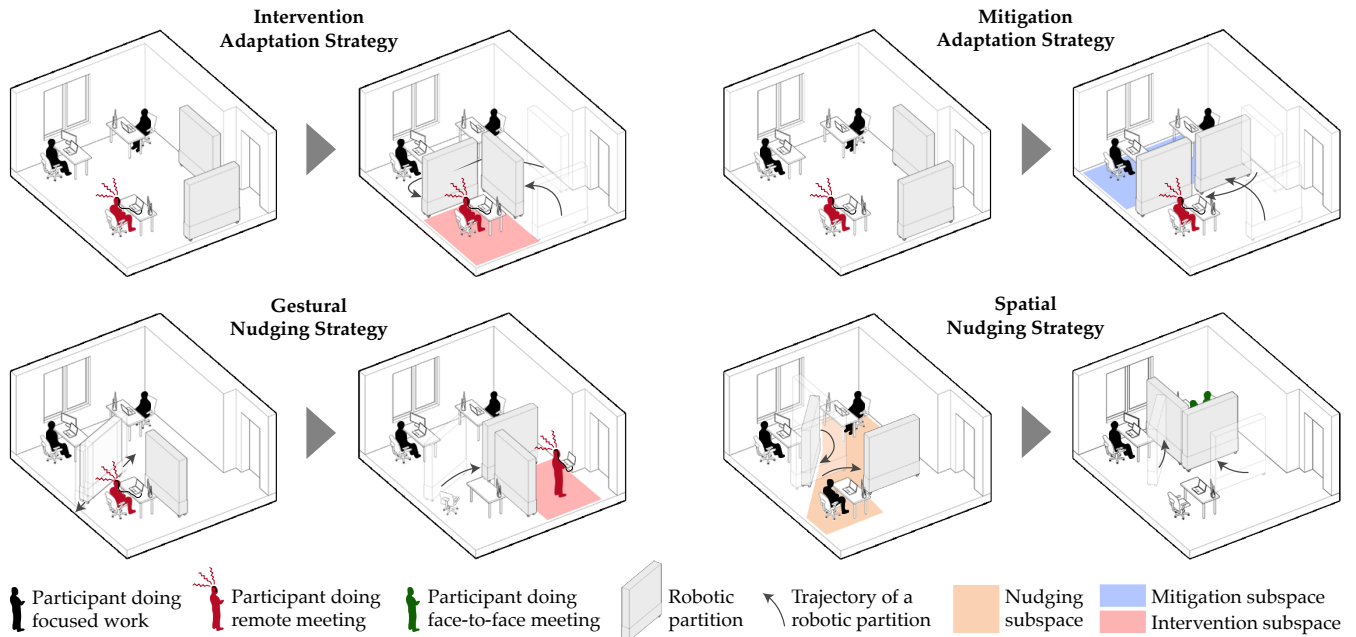 Intervention
Adaptation Strategy
Mitigation
Adaptation Strategy
Gestural
Nudging Strategy
Spatial
Nudging Strategy
Participant doing
focused work
Participant doing
remote meeting
Participant doing
face-to-face meeting
Robotic
partition
Trajectory of a
robotic partition
Nudging
subspace
Mitigation subspace
Intervention subspace